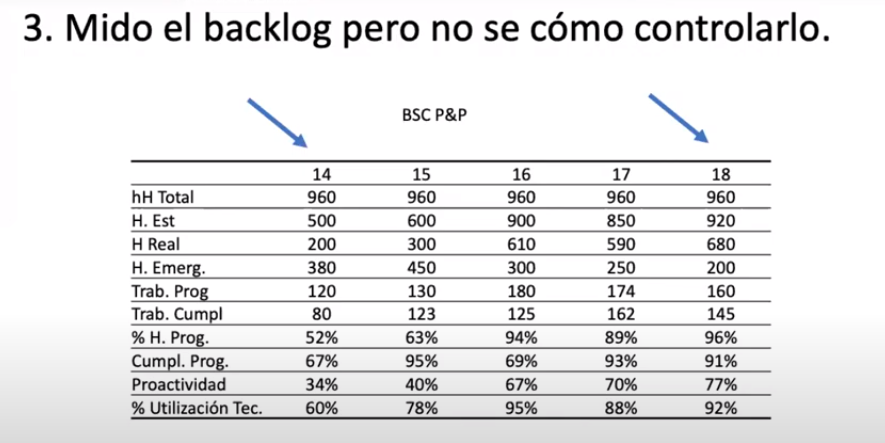 3. Mido el backlog pero no se cómo controlarlo.
BSC P&P
14 15 16 17 18
hH Total 960 960 960 960 960
H. Est 500 600 900 850 920
H Real 200 300 610 590 680
H. Emerg. 380 450 300 250 200
Trab. Prog 120 130 180 174 160
Trab. Cumpl 80 123 125 162 145
% H. Prog. 52% 63% 94% 89% 96%
Cumpl. Prog. 67% 95% 69% 93% 91%
Proactividad 34% 40% 67% 70% 77%
% Utilización Tec. 60% 78% 95% 88% 92%